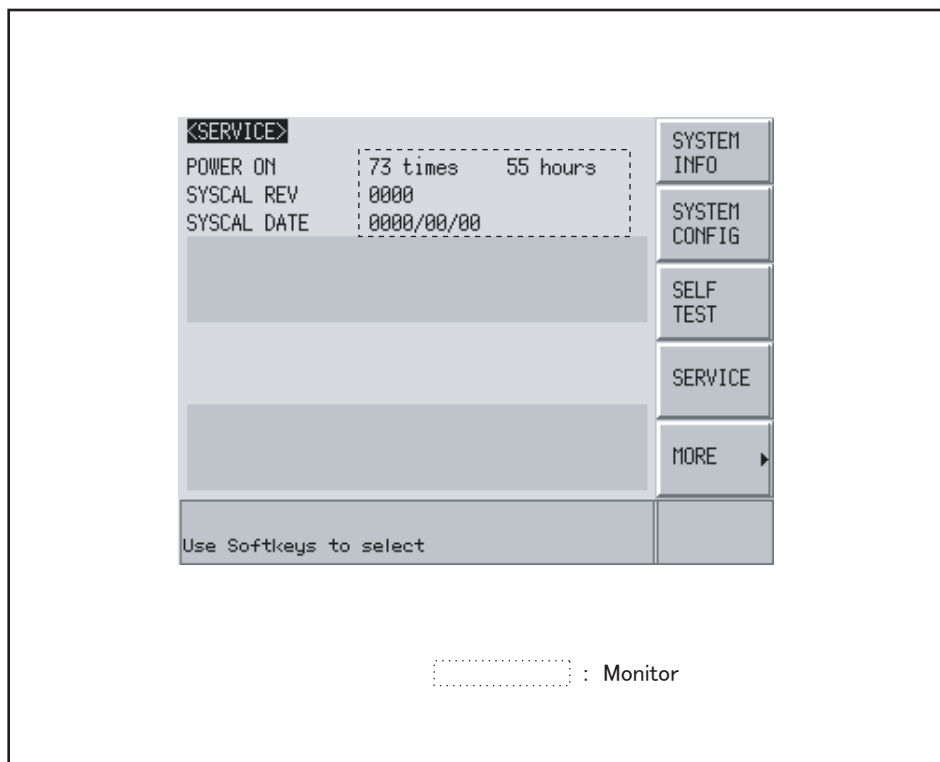 <SERVICE>
POWER ON 73 times 55 hours
SYSCAL REV 0000
SYSCAL DATE 0000/00/00
SYSTEM
INFO
SYSTEM
CONFIG
SELF
TEST
SERVICE
MORE
Use Softkeys to select
: Monitor